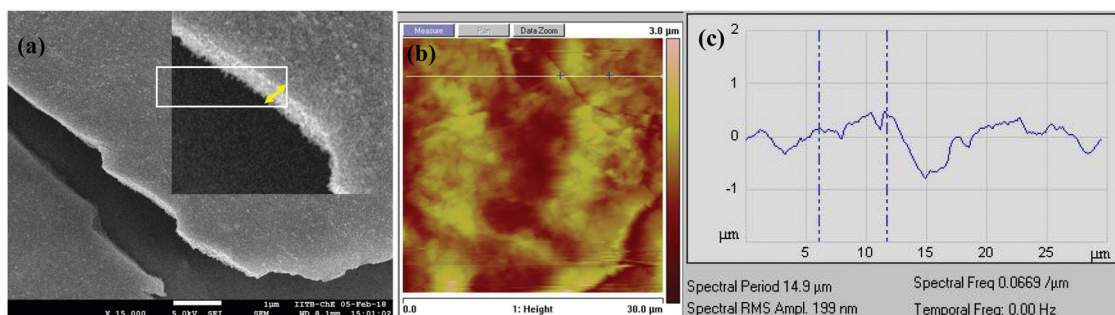 (a)
1μm IITB-ChE 05-Feb-18
X 15,000 5.0kV SEI SEM WD 8.1mm 15:01:02
Measure Pan Data Zoom 3.0 μm
(b)
0.0 1: Height 30.0 μm
(c)
2
1
0
-1
μm
5 10 15 20 25 μm
Spectral Period 14.9 μm Spectral Freq 0.0669 /μm
Spectral RMS Ampl. 199 nm Temporal Freq: 0.00 Hz